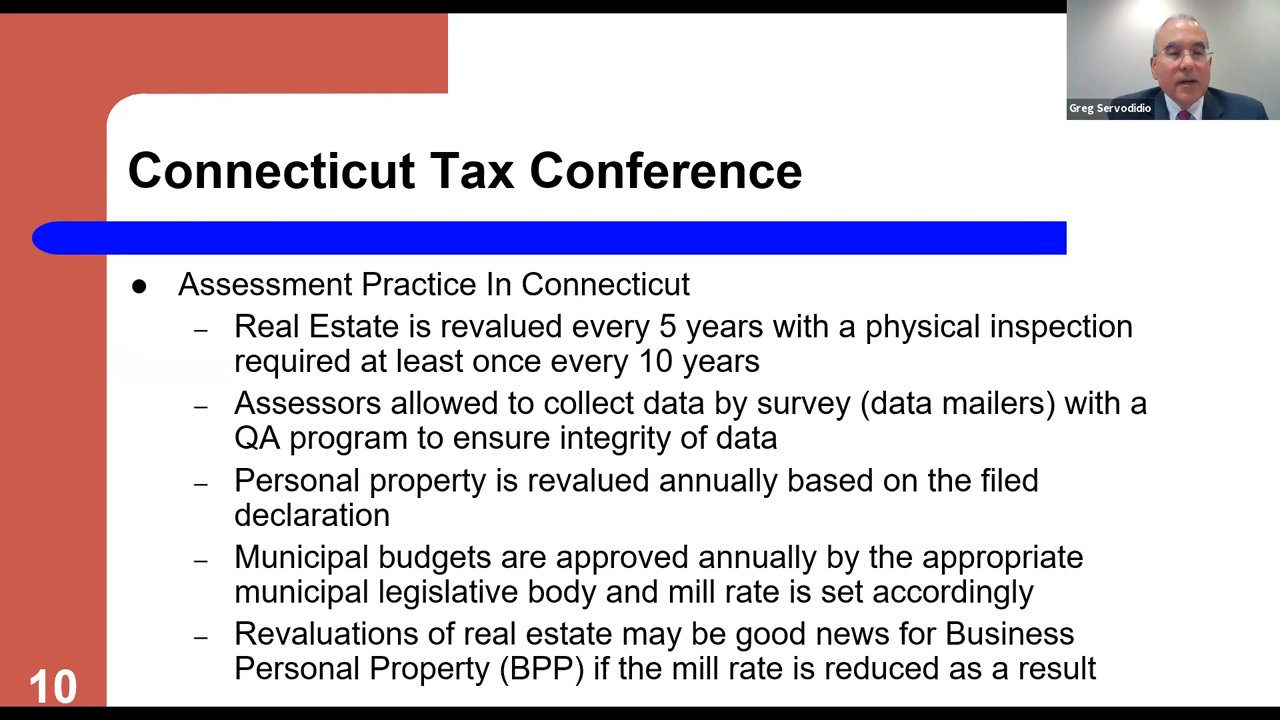 Greg Servodidio
Connecticut Tax Conference
● Assessment Practice In Connecticut
– Real Estate is revalued every 5 years with a physical inspection
required at least once every 10 years
– Assessors allowed to collect data by survey (data mailers) with a
QA program to ensure integrity of data
– Personal property is revalued annually based on the filed
declaration
– Municipal budgets are approved annually by the appropriate
municipal legislative body and mill rate is set accordingly
– Revaluations of real estate may be good news for Business
Personal Property (BPP) if the mill rate is reduced as a result
10